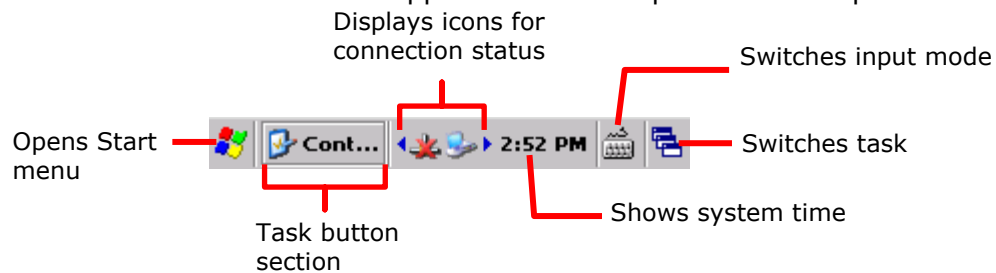 Displays icons for
connection status
Switches input mode
Opens Start
menu
Cont...
2:52 PM
Switches task
Shows system time
Task button
section